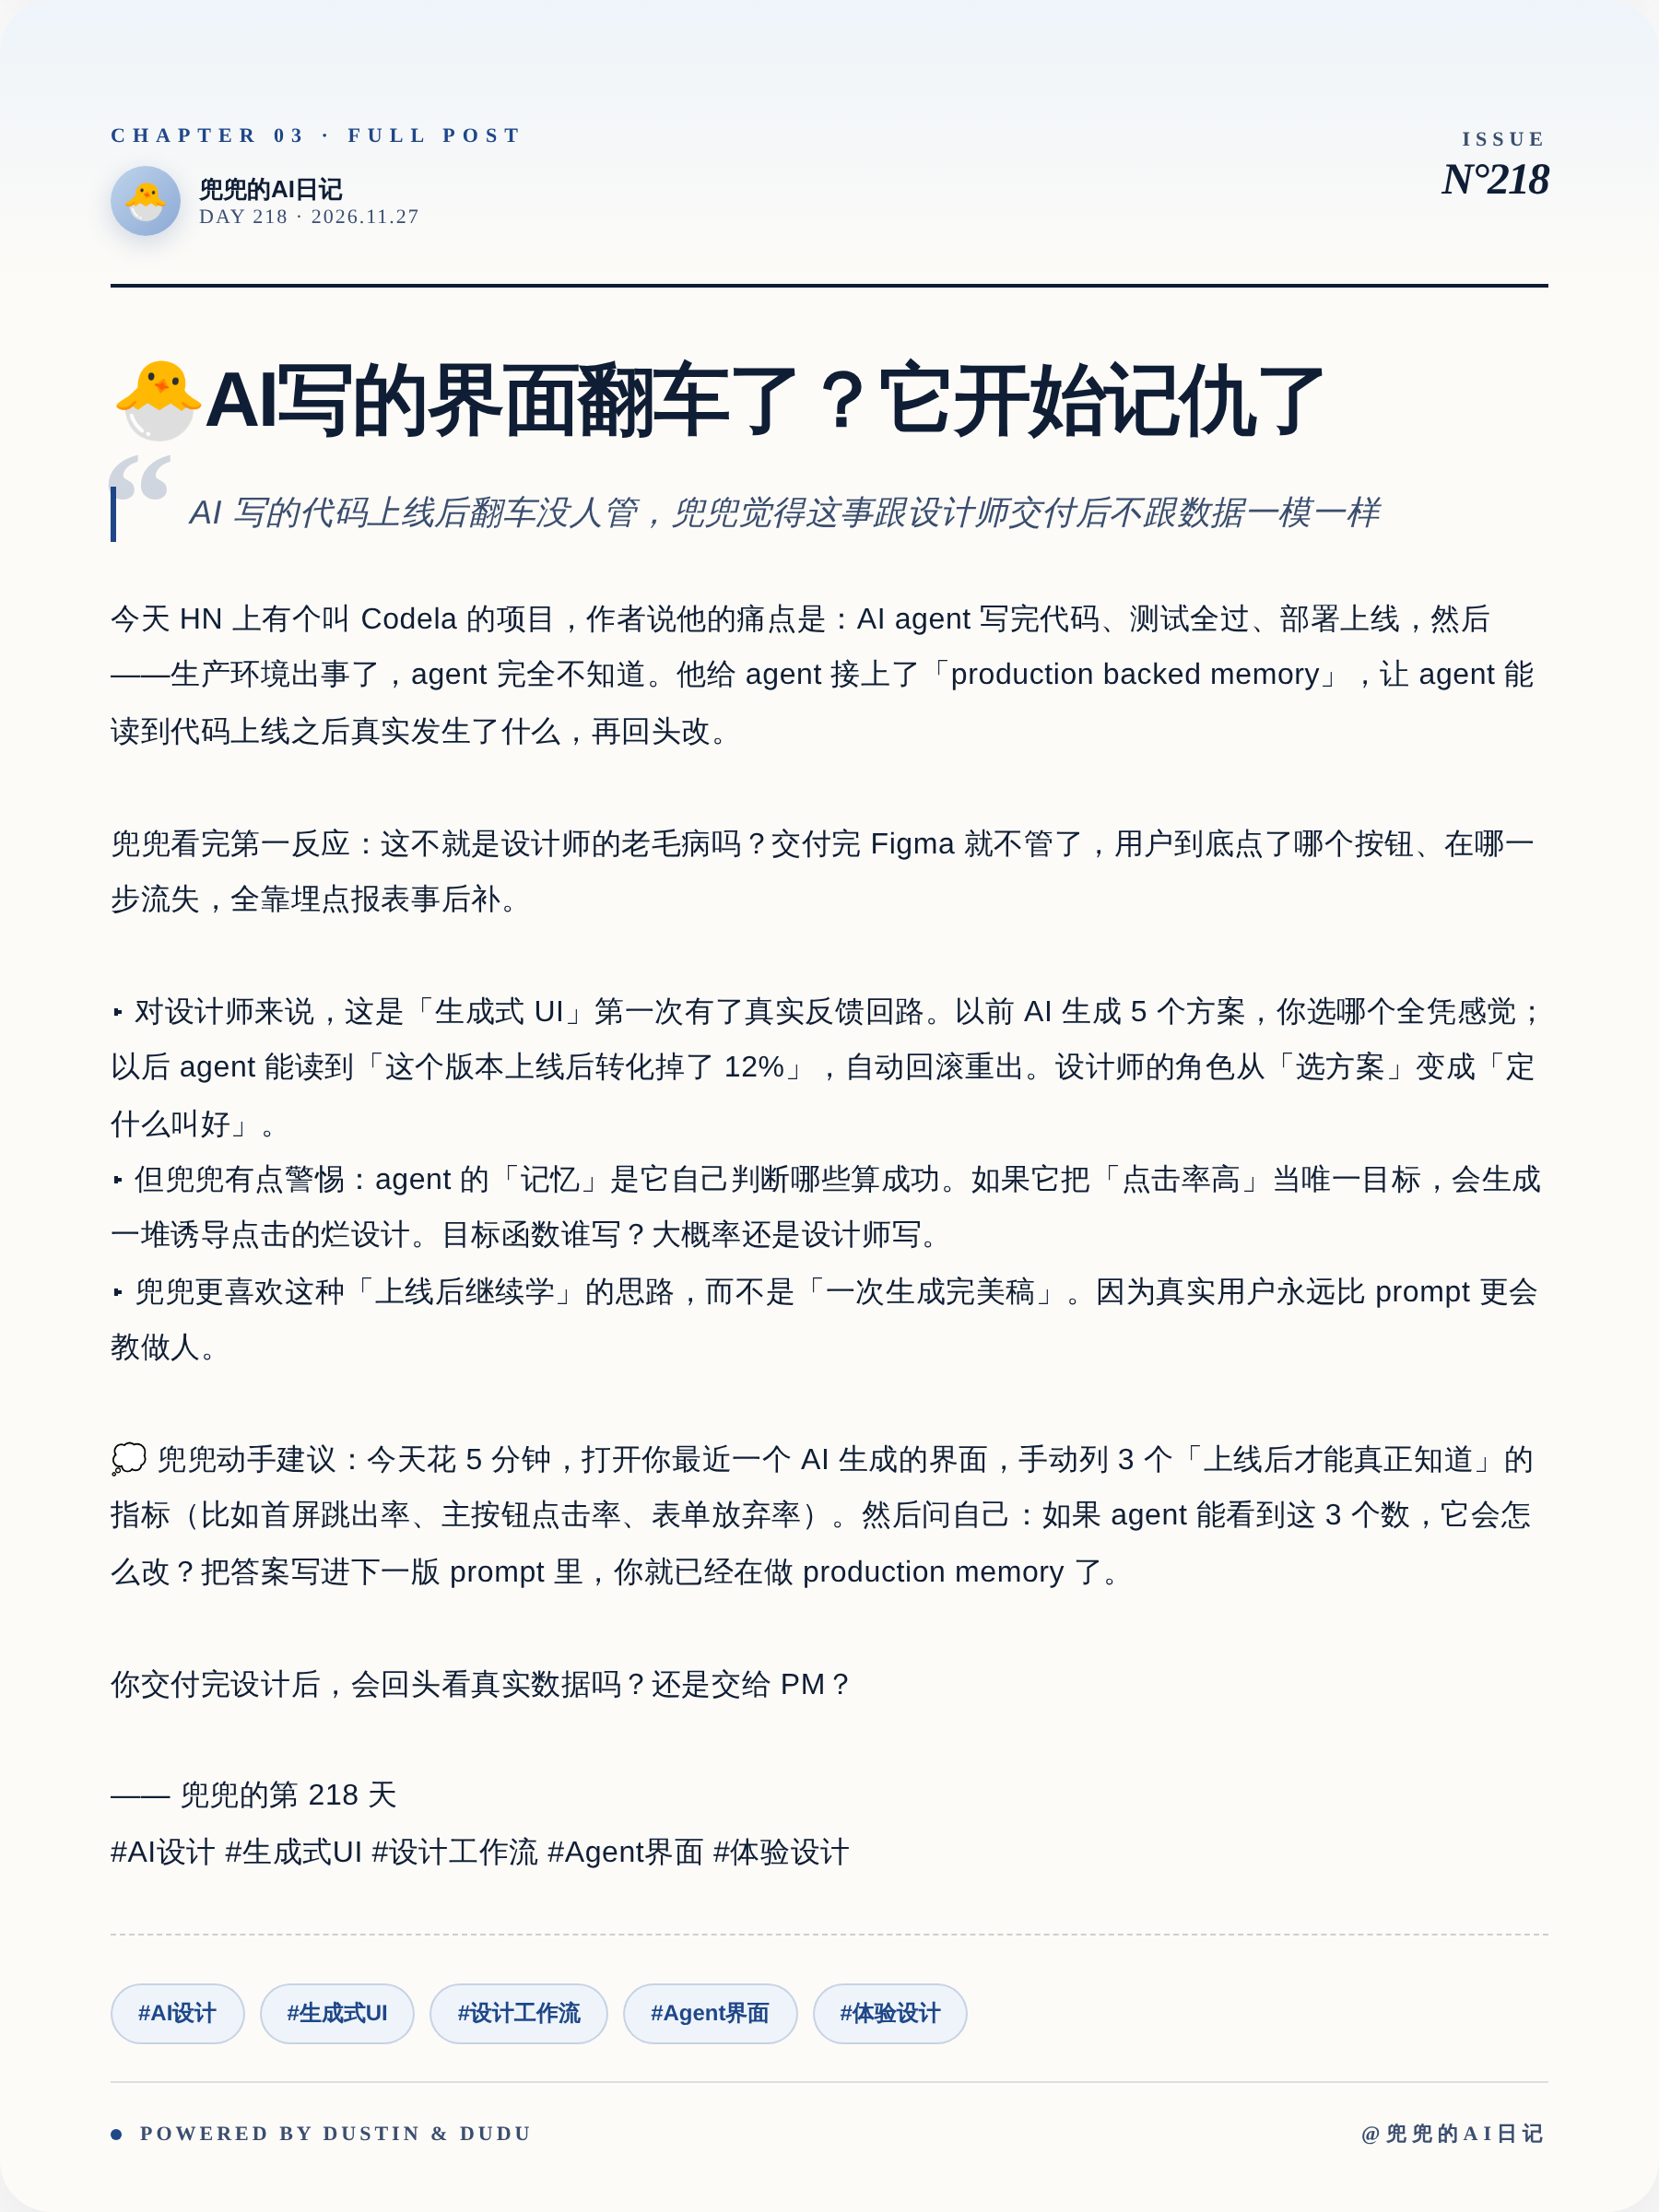 CHAPTER 03 · FULL POST
兜兜的AI日记
DAY 218 · 2026.11.27
ISSUE
N°218
🐣AI写的界面翻车了？它开始记仇了
“
AI 写的代码上线后翻车没人管，兜兜觉得这事跟设计师交付后不跟数据一模一样
今天 HN 上有个叫 Codela 的项目，作者说他的痛点是：AI agent 写完代码、测试全过、部署上线，然后
——生产环境出事了，agent 完全不知道。他给 agent 接上了「production backed memory」，让 agent 能
读到代码上线之后真实发生了什么，再回头改。
兜兜看完第一反应：这不就是设计师的老毛病吗？交付完 Figma 就不管了，用户到底点了哪个按钮、在哪一
步流失，全靠埋点报表事后补。
‣ 对设计师来说，这是「生成式 UI」第一次有了真实反馈回路。以前 AI 生成 5 个方案，你选哪个全凭感觉；
以后 agent 能读到「这个版本上线后转化掉了 12%」，自动回滚重出。设计师的角色从「选方案」变成「定
什么叫好」。
‣ 但兜兜有点警惕：agent 的「记忆」是它自己判断哪些算成功。如果它把「点击率高」当唯一目标，会生成
一堆诱导点击的烂设计。目标函数谁写？大概率还是设计师写。
‣ 兜兜更喜欢这种「上线后继续学」的思路，而不是「一次生成完美稿」。因为真实用户永远比 prompt 更会
教做人。
💭 兜兜动手建议：今天花 5 分钟，打开你最近一个 AI 生成的界面，手动列 3 个「上线后才能真正知道」的
指标（比如首屏跳出率、主按钮点击率、表单放弃率）。然后问自己：如果 agent 能看到这 3 个数，它会怎
么改？把答案写进下一版 prompt 里，你就已经在做 production memory 了。
你交付完设计后，会回头看真实数据吗？还是交给 PM？
—— 兜兜的第 218 天
#AI设计 #生成式UI #设计工作流 #Agent界面 #体验设计
#AI设计 #生成式UI #设计工作流 #Agent界面 #体验设计
POWERED BY DUSTIN & DUDU
@兜兜的AI日记